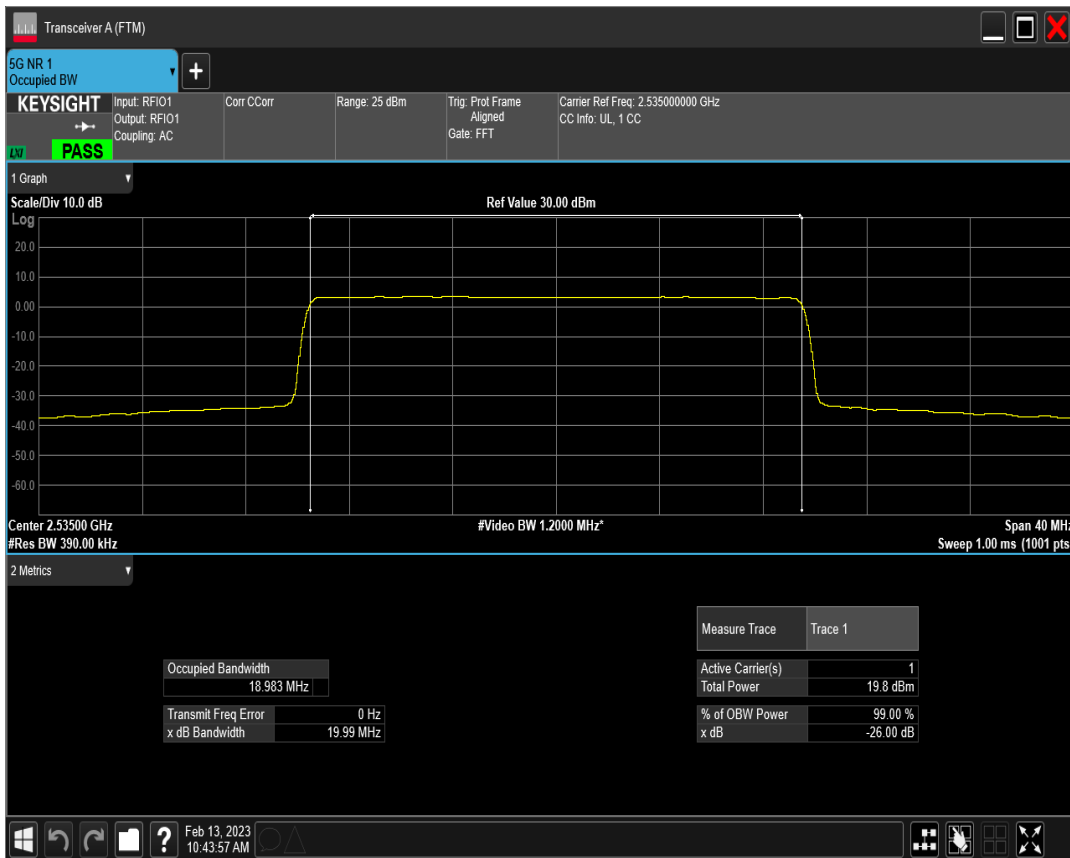 Transceiver A (FTM)
5G NR 1
Occupied BW
+
KEYSIGHT
LXI
PASS
Input: RFIO1
Output: RFIO1
Coupling: AC
Corr CCorr
Range: 25 dBm
Trig: Prot Frame
Aligned
Gate: FFT
Carrier Ref Freq: 2.535000000 GHz
CC Info: UL, 1 CC
1 Graph
Scale/Div 10.0 dB
Ref Value 30.00 dBm
Log
20.0
10.0
0.00
-10.0
-20.0
-30.0
-40.0
-50.0
-60.0
Center 2.53500 GHz
#Video BW 1.2000 MHz*
Span 40 MHz
#Res BW 390.00 kHz
Sweep 1.00 ms (1001 pts
2 Metrics
Measure Trace Trace 1
Occupied Bandwidth
18.983 MHz
Active Carrier(s) 1
Total Power 19.8 dBm
Transmit Freq Error 0 Hz
x dB Bandwidth 19.99 MHz
% of OBW Power 99.00 %
x dB -26.00 dB
?
Feb 13, 2023
10:43:57 AM